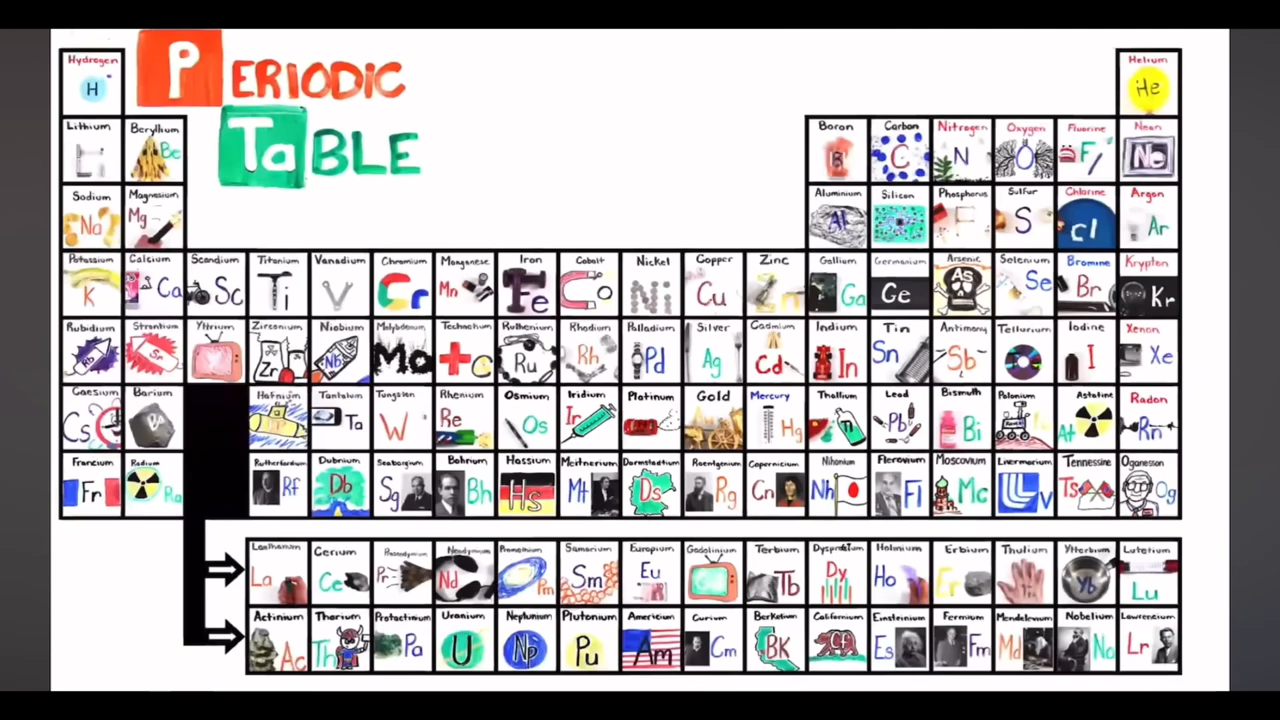 PERIODIC
TaBLE
Hydrogen
H
Helium
He
Lithium
Li
Beryllium
Be
Boron
B
Carbon
C
Nitrogen
N
Oxygen
O
Fluorine
F
Neon
Ne
Sodium
Na
Magnesium
Mg
Aluminium
Al
Silicon
Phosphorus
Sulfur
S
Chlorine
Cl
Argon
Ar
Potassium
K
Calcium
Ca
Scandium
Sc
Titanium
Ti
Vanadium
V
Chromium
Cr
Manganese
Mn
Iron
Fe
Cobalt
Co
Nickel
Ni
Copper
Cu
Zinc
Zn
Gallium
Ga
Germanium
Ge
Arsenic
As
Selenium
Se
Bromine
Br
Krypton
Kr
Rubidium
Rb
Strontium
Sr
Yttrium
Zirconium
Zr
Niobium
Nb
Molybdenum
Mo
Technetium
Tc
Ruthenium
Ru
Rhodium
Rh
Palladium
Pd
Silver
Ag
Cadmium
Cd
Indium
In
Tin
Sn
Antimony
Sb
Tellurium
Iodine
I
Xenon
Xe
Caesium
Cs
Barium
Ba
Hafnium
Tantalum
Ta
Tungsten
W
Rhenium
Re
Osmium
Os
Iridium
Ir
Platinum
Gold
Mercury
Hg
Thallium
Tl
Lead
Pb
Bismuth
Bi
Polonium
Astatine
At
Radon
Rn
Francium
Fr
Radium
Ra
Rutherfordium
Rf
Dubnium
Db
Seaborgium
Sg
Bohrium
Bh
Hassium
Hs
Meitnerium
Mt
Darmstadtium
Ds
Roentgenium
Rg
Copernicium
Cn
Nihonium
Nh
Flerovium
Fl
Moscovium
Mc
Livermorium
Lv
Tennessine
Ts
Oganesson
Og
Lanthanum
La
Cerium
Ce
Praseodymium
Pr
Neodymium
Nd
Promethium
Pm
Samarium
Sm
Europium
Eu
Gadolinium
Terbium
Tb
Dysprosium
Dy
Holmium
Ho
Erbium
Er
Thulium
Ytterbium
Yb
Lutetium
Lu
Actinium
Ac
Thorium
Th
Protactinium
Pa
Uranium
U
Neptunium
Np
Plutonium
Pu
Americium
Am
Curium
Cm
Berkelium
BK
Californium
Cf
Einsteinium
Es
Fermium
Fm
Mendelevium
Md
Nobelium
No
Lawrencium
Lr